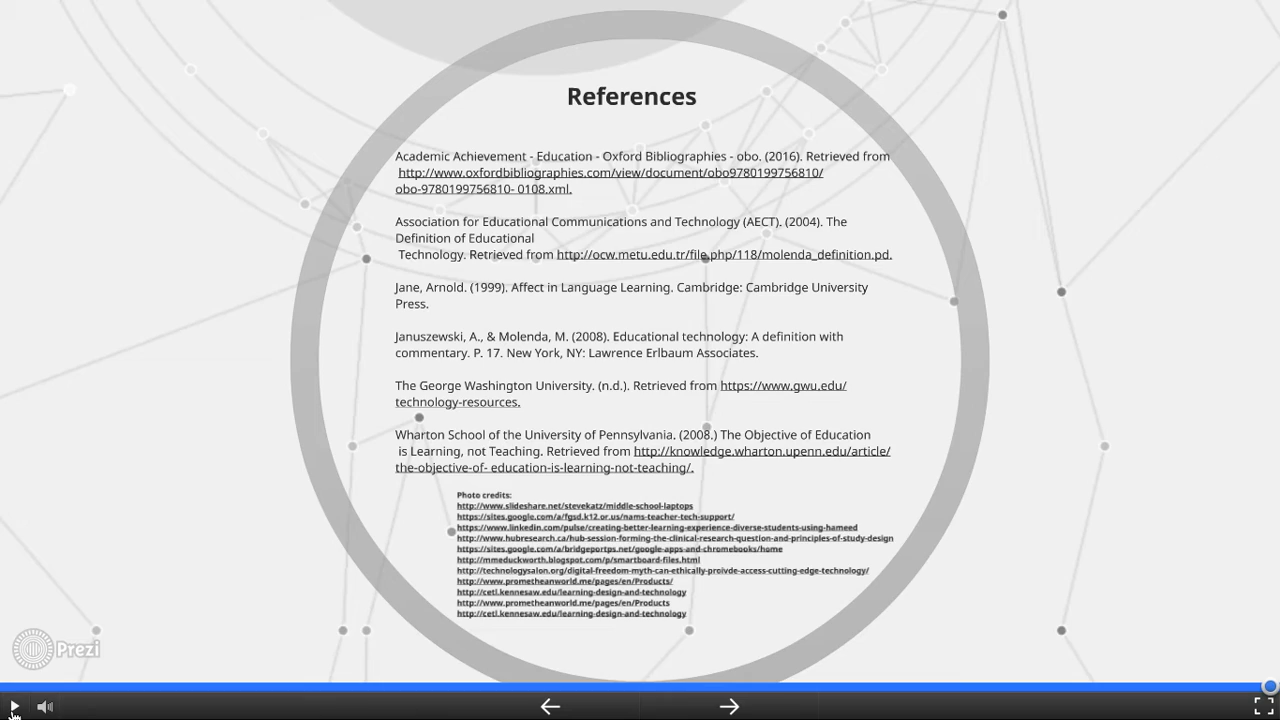 References
Academic Achievement - Education - Oxford Bibliographies - obo. (2016). Retrieved from
http://www.oxfordbibliographies.com/view/document/obo9780199756810/
obo-9780199756810- 0108.xml.
Association for Educational Communications and Technology (AECT). (2004). The
Definition of Educational
Technology. Retrieved from http://ocw.metu.edu.tr/file.php/118/molenda_definition.pd.
Jane, Arnold. (1999). Affect in Language Learning. Cambridge: Cambridge University
Press.
Januszewski, A., & Molenda, M. (2008). Educational technology: A definition with
commentary. P. 17. New York, NY: Lawrence Erlbaum Associates.
The George Washington University. (n.d.). Retrieved from https://www.gwu.edu/
technology-resources.
Wharton School of the University of Pennsylvania. (2008.) The Objective of Education
is Learning, not Teaching. Retrieved from http://knowledge.wharton.upenn.edu/article/
the-objective-of- education-is-learning-not-teaching/.
Photo credits:
http://www.slideshare.net/stevekatz/middle-school-laptops
https://sites.google.com/a/fgsd.k12.or.us/nams-teacher-tech-support/
https://www.linkedin.com/pulse/creating-better-learning-experience-diverse-students-using-hameed
http://www.hubresearch.ca/hub-session-forming-the-clinical-research-question-and-principles-of-study-design
https://sites.google.com/a/bridgeportps.net/google-apps-and-chromebooks/home
http://mmeduckworth.blogspot.com/p/smartboard-files.html
http://technologysalon.org/digital-freedom-myth-can-ethically-proivde-access-cutting-edge-technology/
http://www.prometheanworld.me/pages/en/Products/
http://cetl.kennesaw.edu/learning-design-and-technology
http://www.prometheanworld.me/pages/en/Products
http://cetl.kennesaw.edu/learning-design-and-technology
Prezi